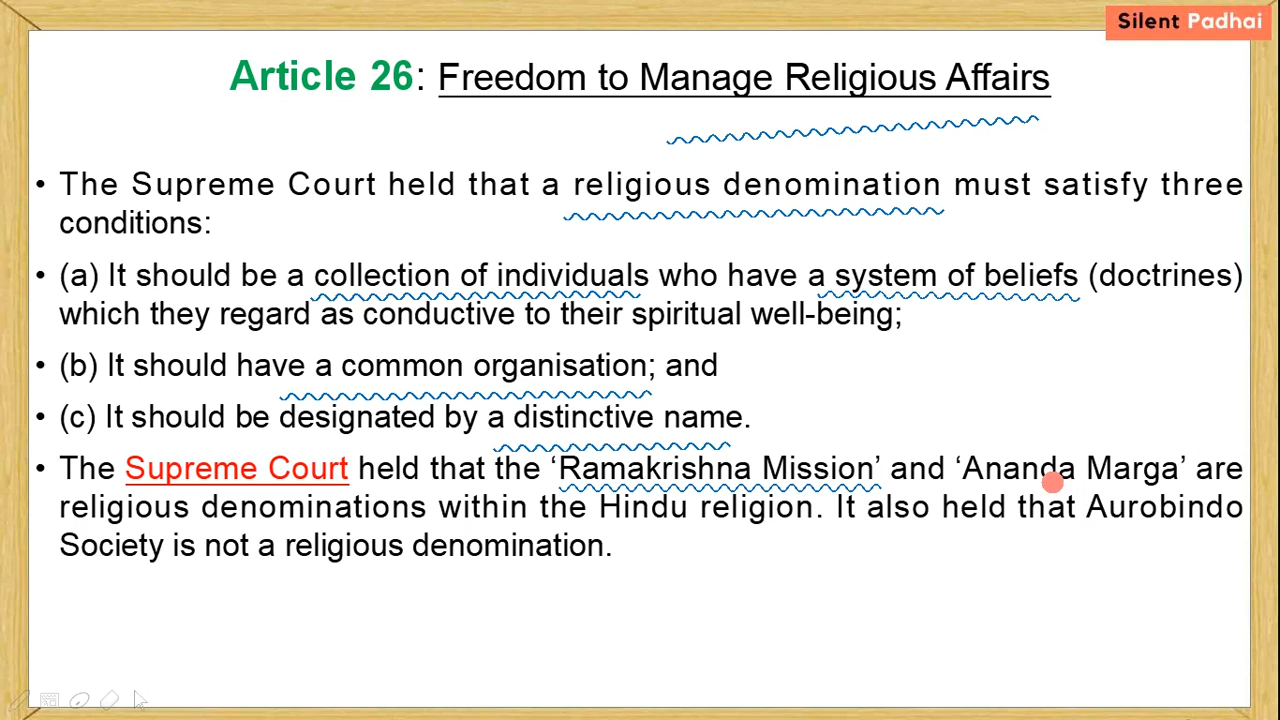 Silent Padhai
Article 26: Freedom to Manage Religious Affairs
• The Supreme Court held that a religious denomination must satisfy three
conditions:
• (a) It should be a collection of individuals who have a system of beliefs (doctrines)
which they regard as conductive to their spiritual well-being;
• (b) It should have a common organisation; and
• (c) It should be designated by a distinctive name.
• The Supreme Court held that the ‘Ramakrishna Mission’ and ‘Ananda Marga’ are
religious denominations within the Hindu religion. It also held that Aurobindo
Society is not a religious denomination.